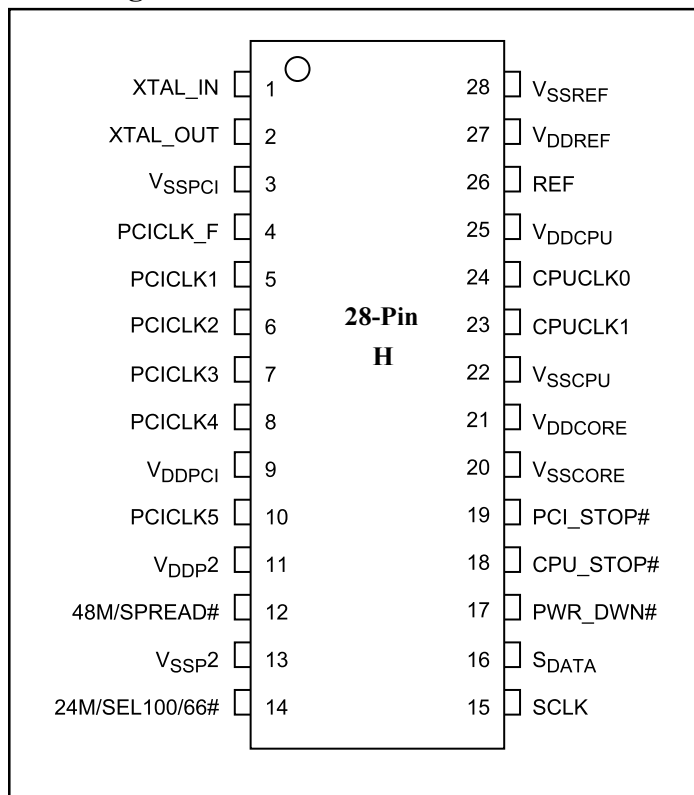 XTAL_IN 1 28 VSSREF
XTAL_OUT 2 27 VDDREF
VSSPCI 3 26 REF
PCICLK_F 4 25 VDDCPU
PCICLK1 5 24 CPUCLK0
PCICLK2 6 28-Pin 23 CPUCLK1
H
PCICLK3 7 22 VSSCPU
PCICLK4 8 21 VDDCORE
VDDPCI 9 20 VSSCORE
PCICLK5 10 19 PCI_STOP#
VDDP2 11 18 CPU_STOP#
48M/SPREAD# 12 17 PWR_DWN#
VSSP2 13 16 SDATA
24M/SEL100/66# 14 15 SCLK